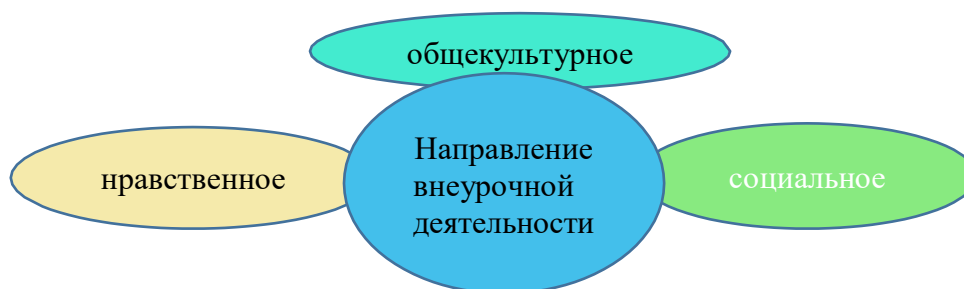 общекультурное
нравственное
Направление
внеурочной
деятельности
социальное